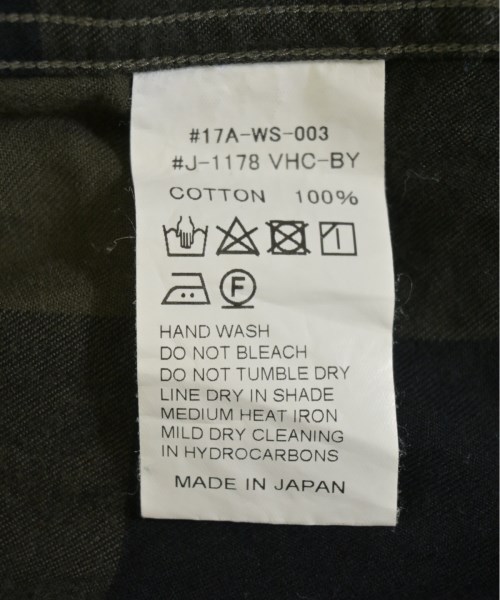 #17A-WS-003
#J-1178 VHC-BY
COTTON 100%
F
HAND WASH
DO NOT BLEACH
DO NOT TUMBLE DRY
LINE DRY IN SHADE
MEDIUM HEAT IRON
MILD DRY CLEANING
IN HYDROCARBONS
MADE IN JAPAN